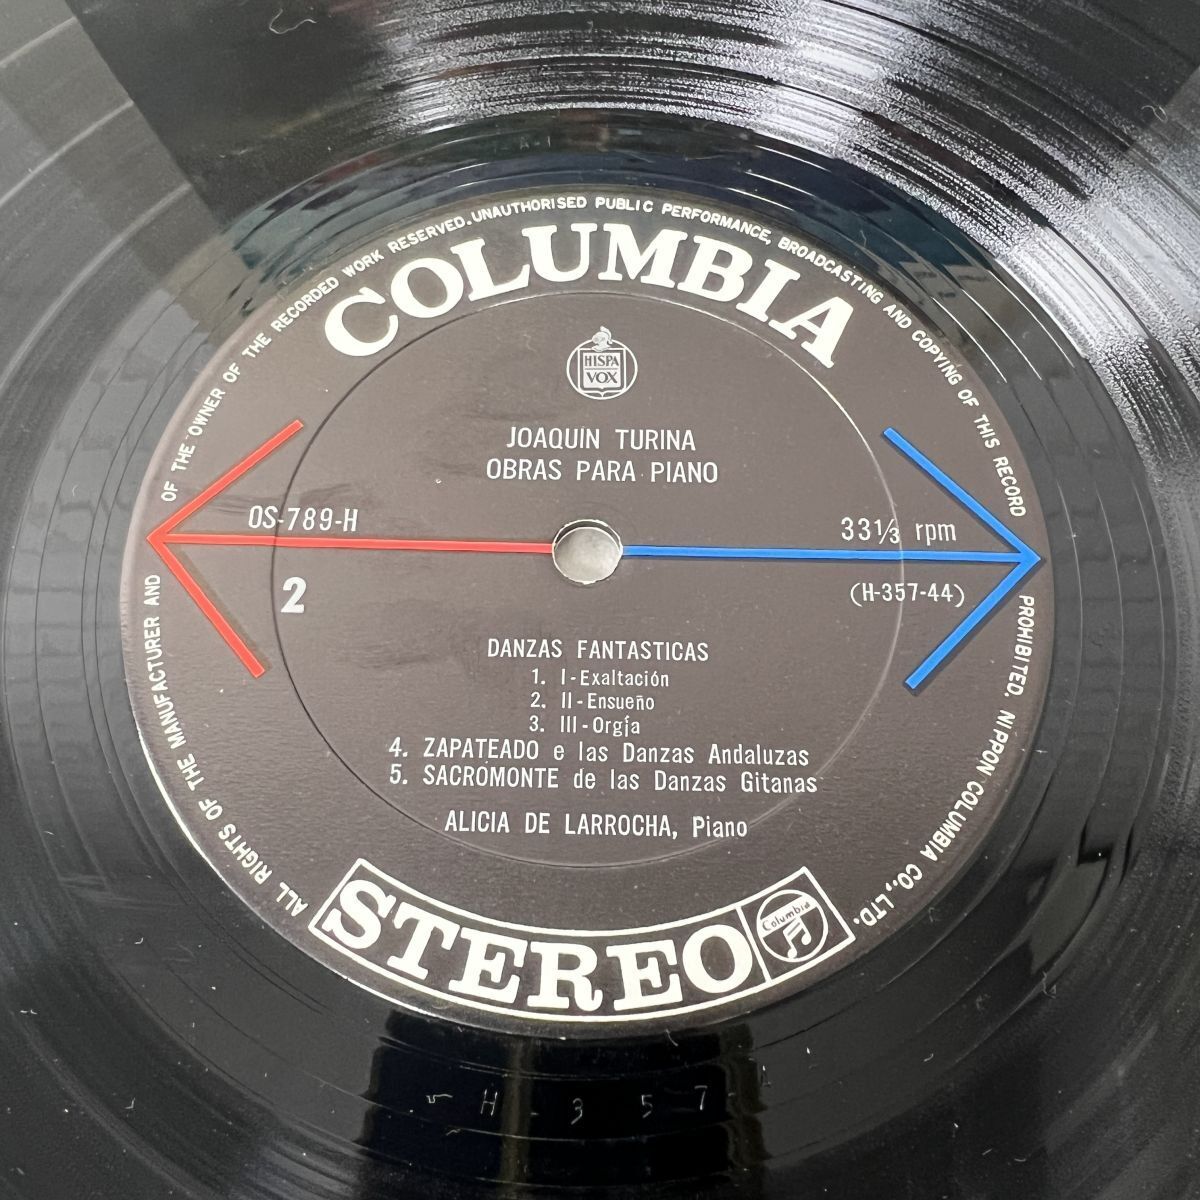 ALL RIGHTS OF THE MANUFACTURER AND OF THE OWNER OF THE RECORDED WORK RESERVED. UNAUTHORISED PUBLIC PERFORMANCE, BROADCASTING AND COPYING OF THIS RECORD PROHIBITED. NIPPON COLUMBIA CO., LTD.
COLUMBIA
HISPA
VOX
JOAQUIN TURINA
OBRAS PARA PIANO
OS-789-H
33⅓ rpm
2
(H-357-44)
DANZAS FANTASTICAS
1. I-Exaltación
2. II-Ensueño
3. III-Orgía
4. ZAPATEADO e las Danzas Andaluzas
5. SACROMONTE de las Danzas Gitanas
ALICIA DE LARROCHA, Piano
STEREO
Columbia
H-357-